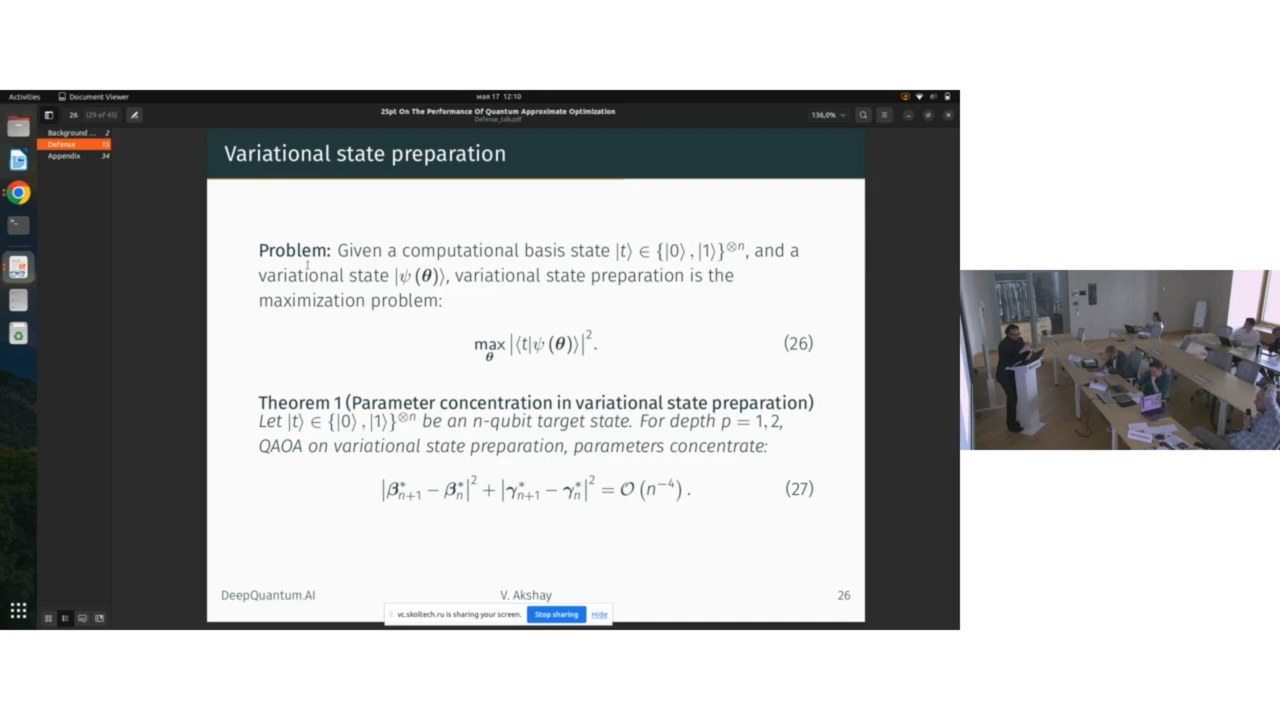 Activities Document Viewer мая 17 12:10
26 (29 of 45) 25pt On The Performance Of Quantum Approximate Optimization 136,0%
Defense_talk.pdf
Background ... 2
Defense 15
Appendix 34
Variational state preparation
Problem: Given a computational basis state |t⟩ ∈ {|0⟩, |1⟩}⊗n, and a
variational state |ψ(θ)⟩, variational state preparation is the
maximization problem:
max_θ |⟨t|ψ(θ)⟩|². (26)
Theorem 1 (Parameter concentration in variational state preparation)
Let |t⟩ ∈ {|0⟩, |1⟩}⊗n be an n-qubit target state. For depth p = 1, 2,
QAOA on variational state preparation, parameters concentrate:
|β*ₙ₊₁ − β*ₙ|² + |γ*ₙ₊₁ − γ*ₙ|² = O(n⁻⁴). (27)
DeepQuantum.AI V. Akshay 26
vc.skoltech.ru is sharing your screen. Stop sharing Hide